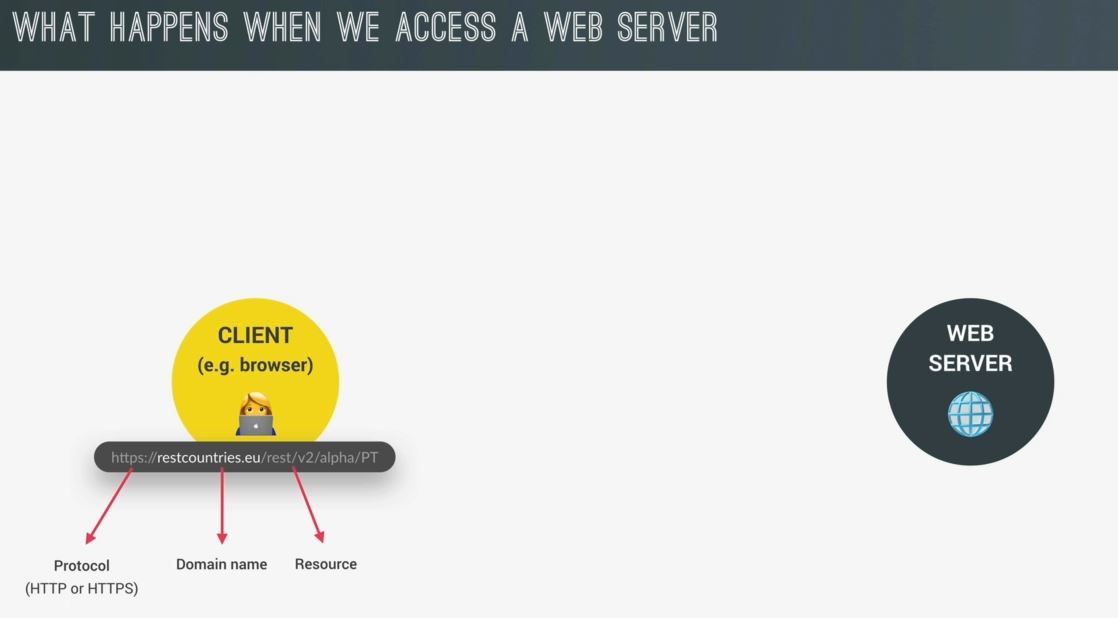 WHAT HAPPENS WHEN WE ACCESS A WEB SERVER
CLIENT
(e.g. browser)
WEB
SERVER
https://restcountries.eu/rest/v2/alpha/PT
Protocol
(HTTP or HTTPS)
Domain name
Resource